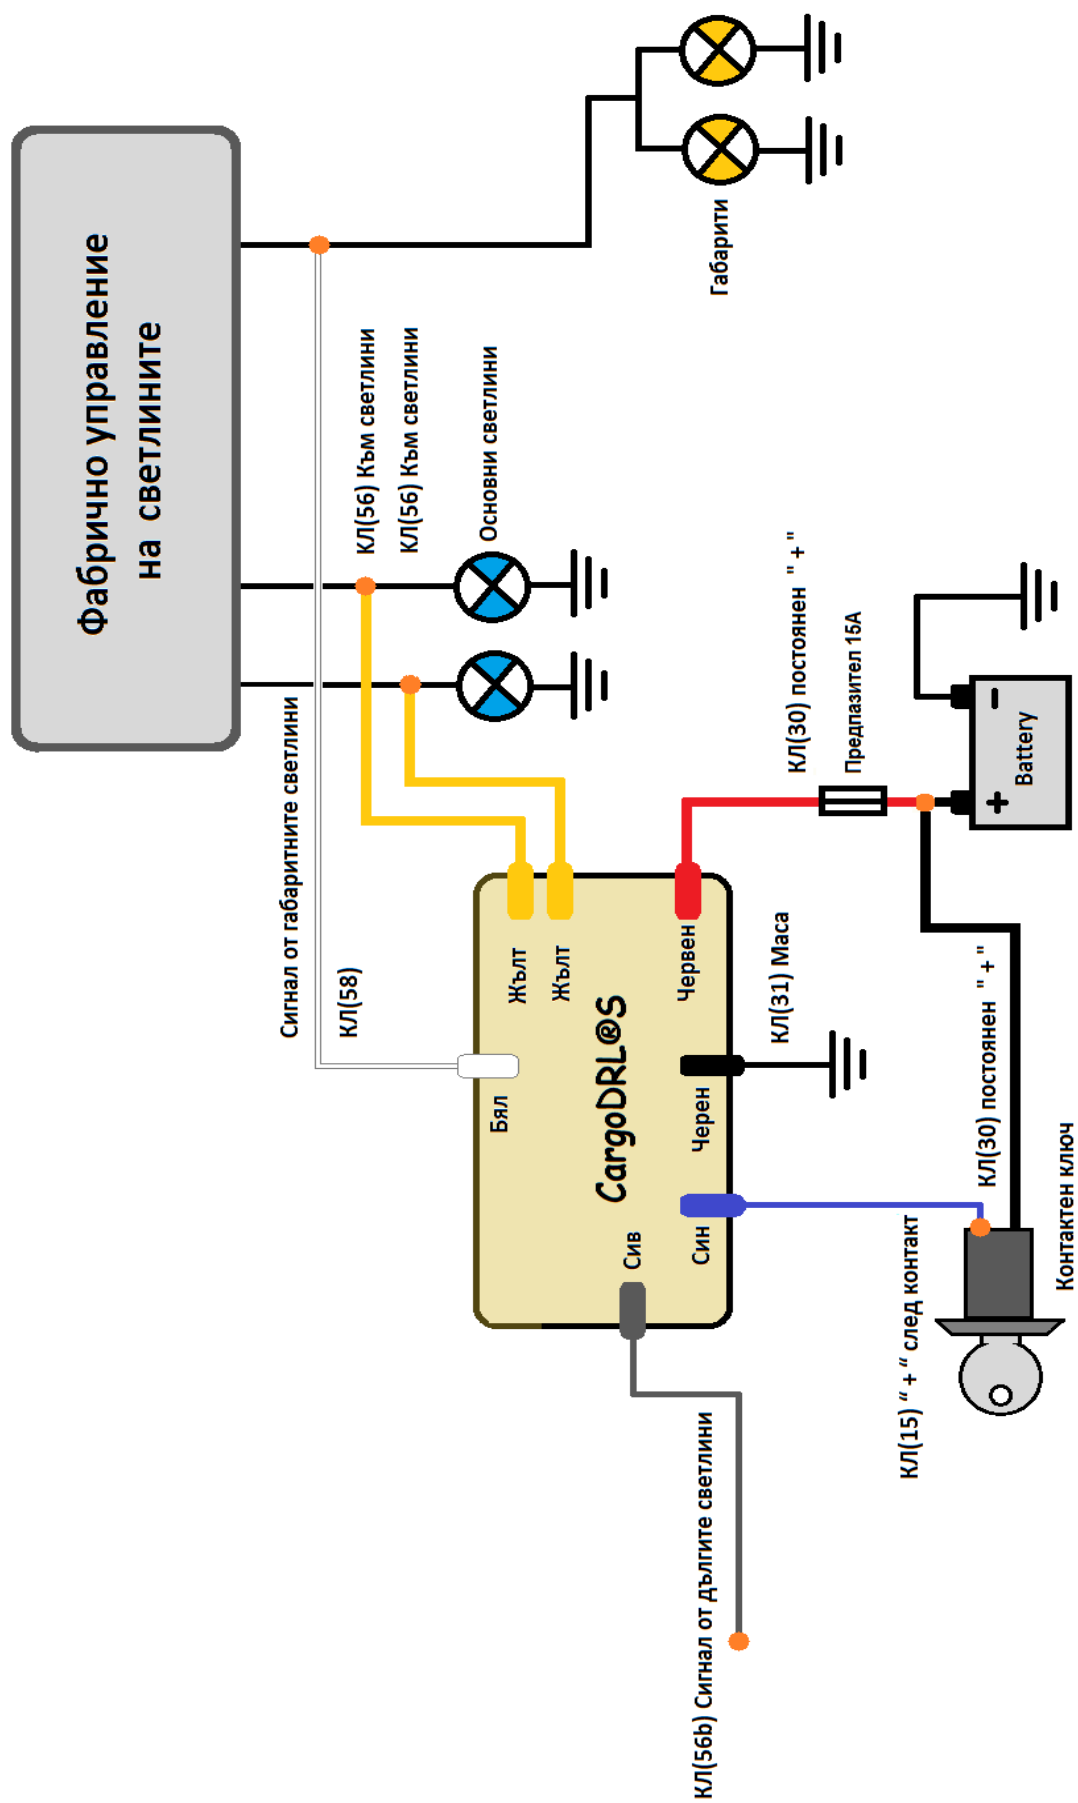 Фабрично управление
на светлините
КЛ(56) Към светлини
КЛ(56) Към светлини
Основни светлини
Габарити
Сигнал от габаритните светлини
КЛ(58)
Бял
Жълт
Жълт
CargoDRL®S
Сив
Син
Черен
Червен
КЛ(31) Маса
КЛ(30) постоянен " + "
Предпазител 15А
+
-
Battery
КЛ(30) постоянен " + "
КЛ(15) “ + “ след контакт
Контактен ключ
КЛ(56b) Сигнал от дългите светлини